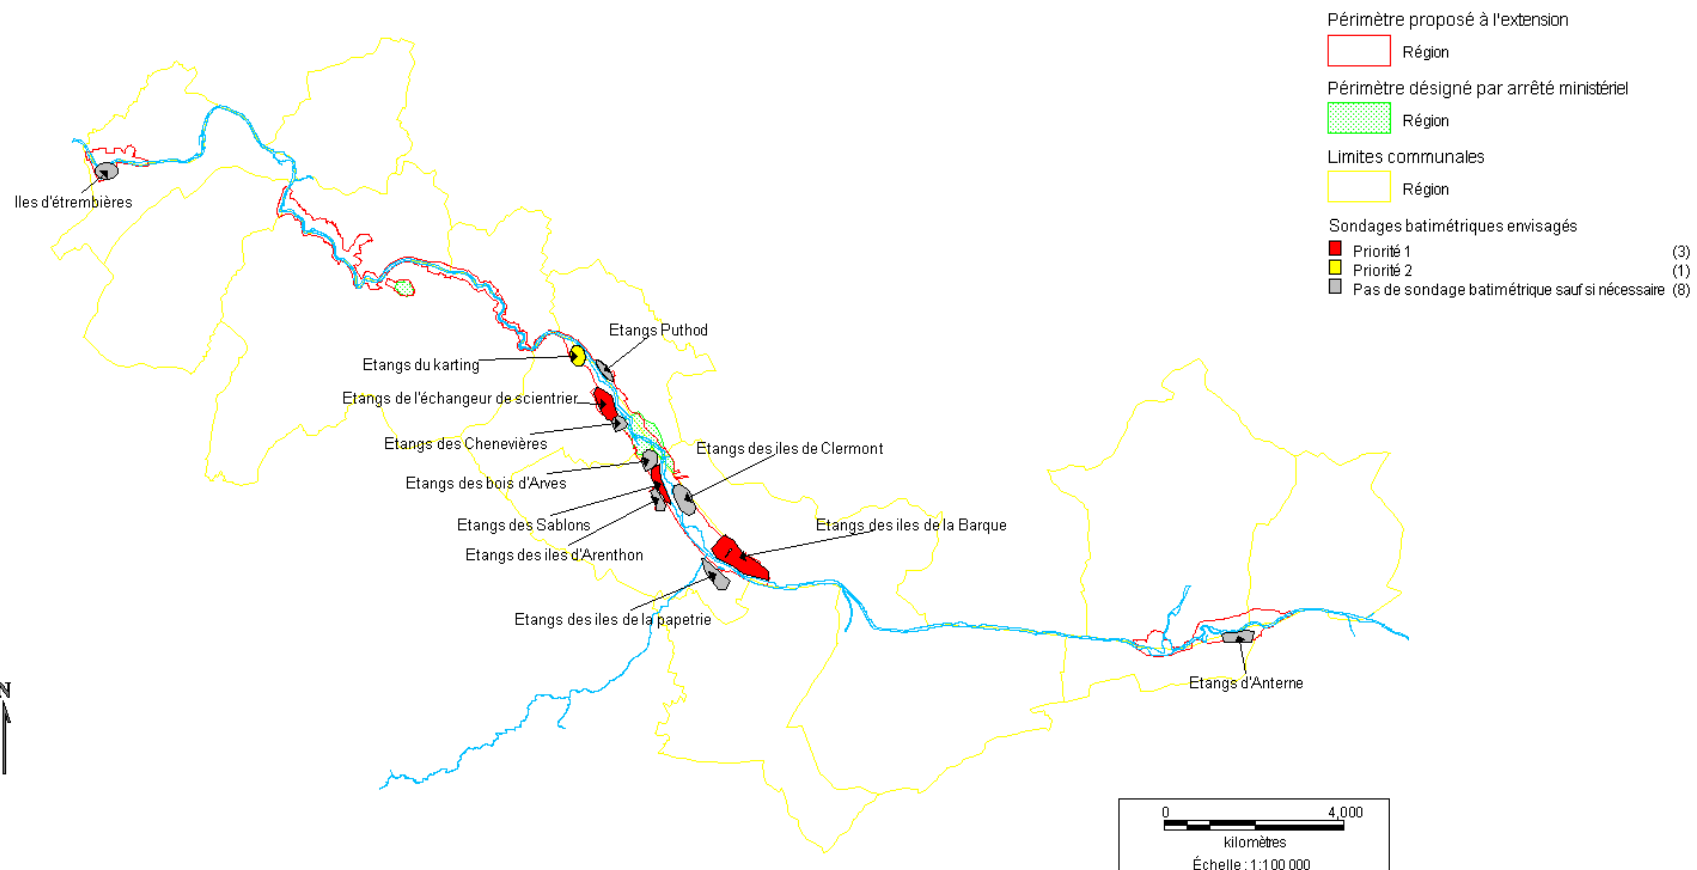 Périmètre proposé à l'extension
Région
Périmètre désigné par arrêté ministériel
Région
Limites communales
Région
Sondages batimétriques envisagés
Priorité 1 (3)
Priorité 2 (1)
Pas de sondage batimétrique sauf si nécessaire (8)
Iles d'étrembières
Etangs Puthod
Etangs du karting
Etangs de l'échangeur de scientrier
Etangs des Chenevières
Etangs des iles de Clermont
Etangs des bois d'Arves
Etangs des Sablons
Etangs des iles de la Barque
Etangs des iles d'Arenthon
Etangs des iles de la papetrie
Etangs d'Anterne
N
0 4,000
kilomètres
Échelle : 1:100 000